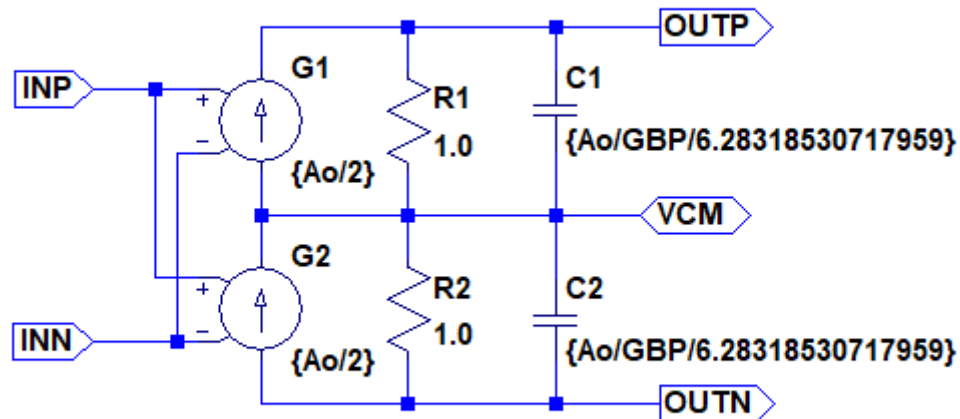 OUTP
G1
C1
INP
+
R1
−
1.0
{Ao/GBP/6.28318530717959}
{Ao/2}
VCM
G2
C2
+
R2
INN
−
1.0
{Ao/GBP/6.28318530717959}
{Ao/2}
OUTN